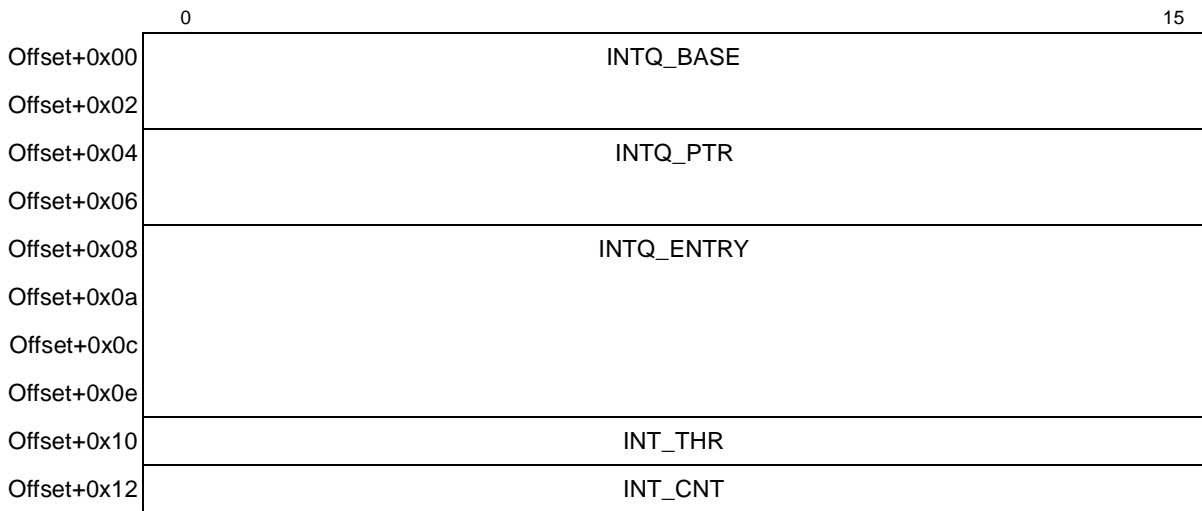 0 15
Offset+0x00 INTQ_BASE
Offset+0x02
Offset+0x04 INTQ_PTR
Offset+0x06
Offset+0x08 INTQ_ENTRY
Offset+0x0a
Offset+0x0c
Offset+0x0e
Offset+0x10 INT_THR
Offset+0x12 INT_CNT